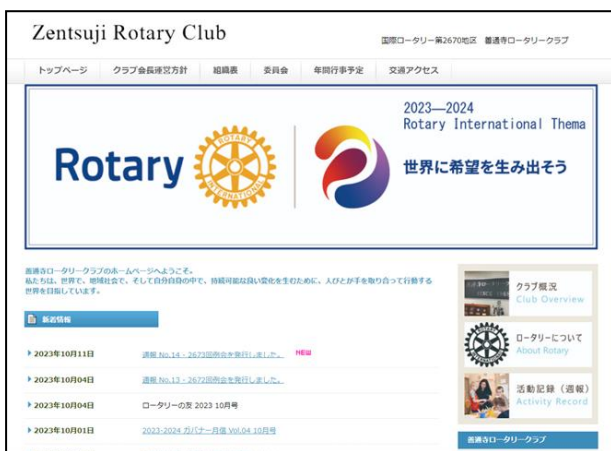 Zentsuji Rotary Club
国際ロータリー第2670地区 善通寺ロータリークラブ
トップページ クラブ会長運営方針 組織表 委員会 年間行事予定 交通アクセス
2023—2024
Rotary International Thema
Rotary
ROTARY
INTERNATIONAL
世界に希望を生み出そう
善通寺ロータリークラブのホームページへようこそ。
私たちは、世界で、地域社会で、そして自分自身の中で、持続可能な良い変化を生むために、人びとが手を取り合って行動する
世界を目指しています。
新着情報
2023年10月11日 週報 No.14 - 2673回例会を発行しました。 NEW
2023年10月04日 週報 No.13 - 2672回例会を発行しました。
2023年10月04日 ロータリーの友 2023 10月号
2023年10月01日 2023-2024 ガバナー月信 Vol.04 10月号
クラブ概況
Club Overview
ロータリーについて
About Rotary
活動記録（週報）
Activity Record
善通寺ロータリークラブ